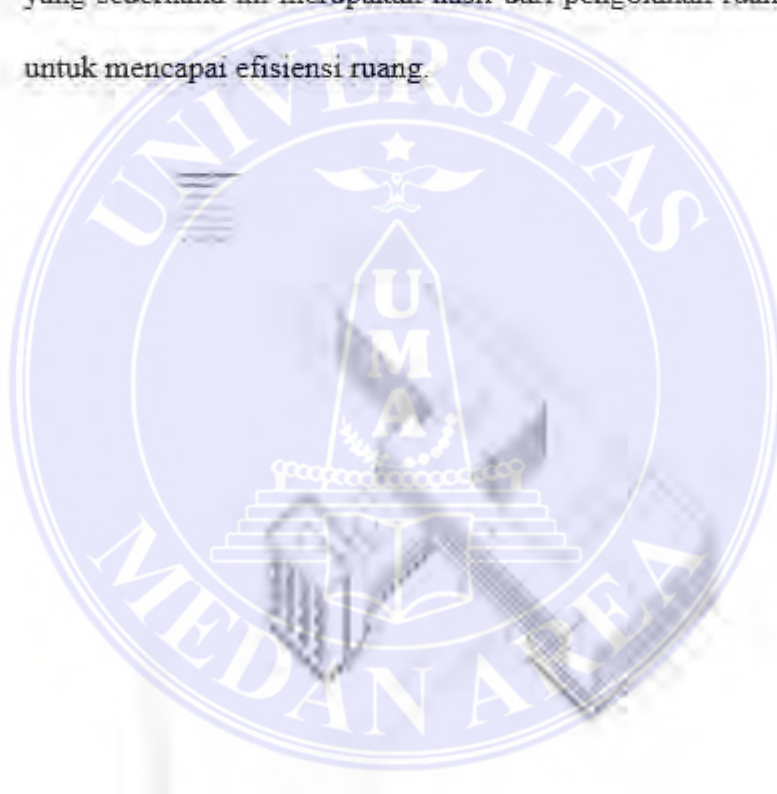 yang sederhana ini merupakan hasil dari pengolahan
untuk mencapai efisiensi ruang.
UNIVERSITAS
U
M
A
MEDAN AREA